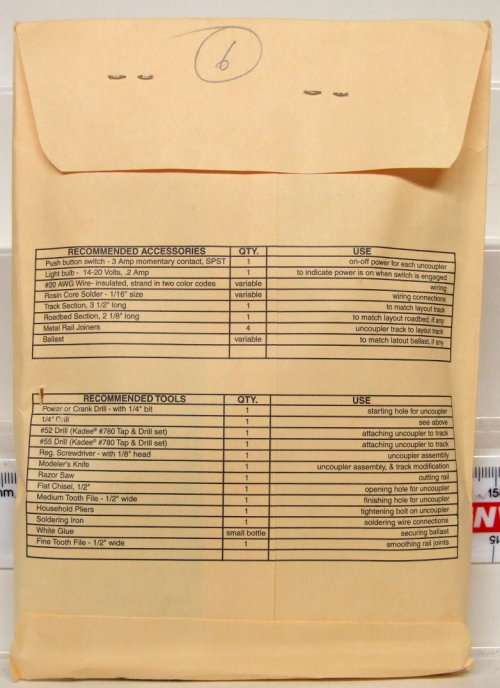 6
RECOMMENDED ACCESSORIES QTY. USE
Push button switch - 3 Amp momentary contact, SPST 1 on-off power for each uncoupler
Light bulb - 14-20 Volts, .2 Amp 1 to indicate power is on when switch is engaged
#20 AWG Wire- insulated, strand in two color codes variable wiring
Rosin Core Solder - 1/16" size variable wiring connections
Track Section, 3 1/2" long 1 to match layout track
Roadbed Section, 2 1/8" long 1 to match layout roadbed, if any
Metal Rail Joiners 4 uncoupler track to layout track
Ballast variable to match latout ballast, if any
RECOMMENDED TOOLS QTY. USE
Power or Crank Drill - with 1/4" bit 1 starting hole for uncoupler
1/4" Drill 1 see above
#52 Drill (Kadee® #780 Tap & Drill set) 1 attaching uncoupler to track
#55 Drill (Kadee® #780 Tap & Drill set) 1 attaching uncoupler to track
Reg. Screwdriver - with 1/8" head 1 uncoupler assembly
Modeler's Knife 1 uncoupler assembly, & track modification
Razor Saw 1 cutting rail
Flat Chisel, 1/2" 1 opening hole for uncoupler
Medium Tooth File - 1/2" wide 1 finishing hole for uncoupler
Household Pliers 1 tightening bolt on uncoupler
Soldering Iron 1 soldering wire connections
White Glue small bottle securing ballast
Fine Tooth File - 1/2" wide 1 smoothing rail joints
mm
15
15